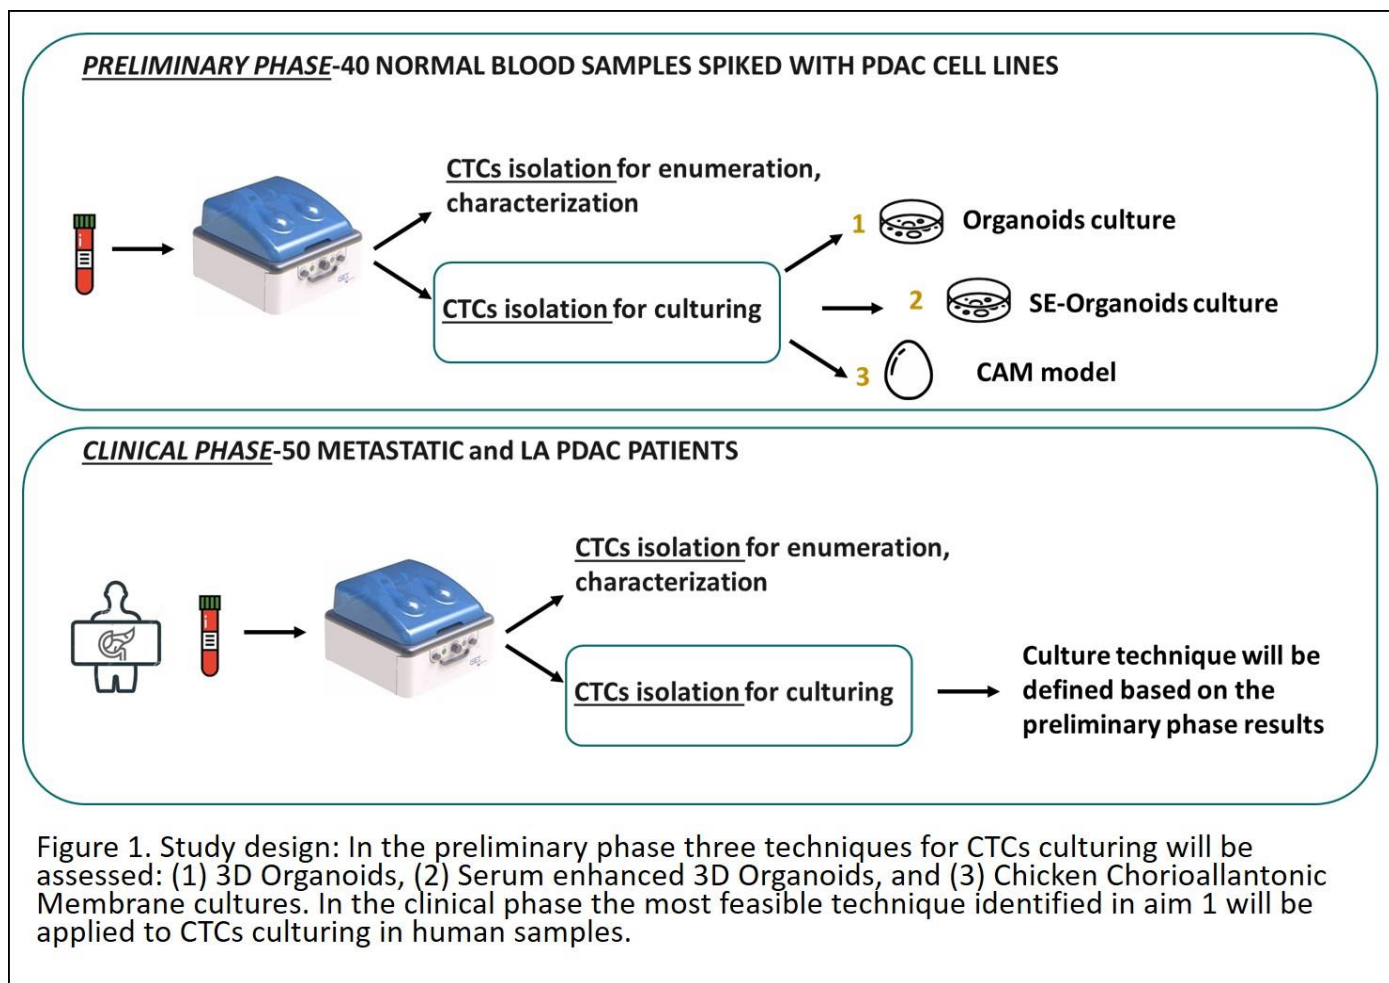 PRELIMINARY PHASE-40 NORMAL BLOOD SAMPLES SPIKED WITH PDAC CELL LINES
CTCs isolation for enumeration,
characterization
CTCs isolation for culturing
1 Organoids culture
2 SE-Organoids culture
3 CAM model
CLINICAL PHASE-50 METASTATIC and LA PDAC PATIENTS
CTCs isolation for enumeration,
characterization
CTCs isolation for culturing
Culture technique will be
defined based on the
preliminary phase results
Figure 1. Study design: In the preliminary phase three techniques for CTCs culturing will be
assessed: (1) 3D Organoids, (2) Serum enhanced 3D Organoids, and (3) Chicken Chorioallantonic
Membrane cultures. In the clinical phase the most feasible technique identified in aim 1 will be
applied to CTCs culturing in human samples.